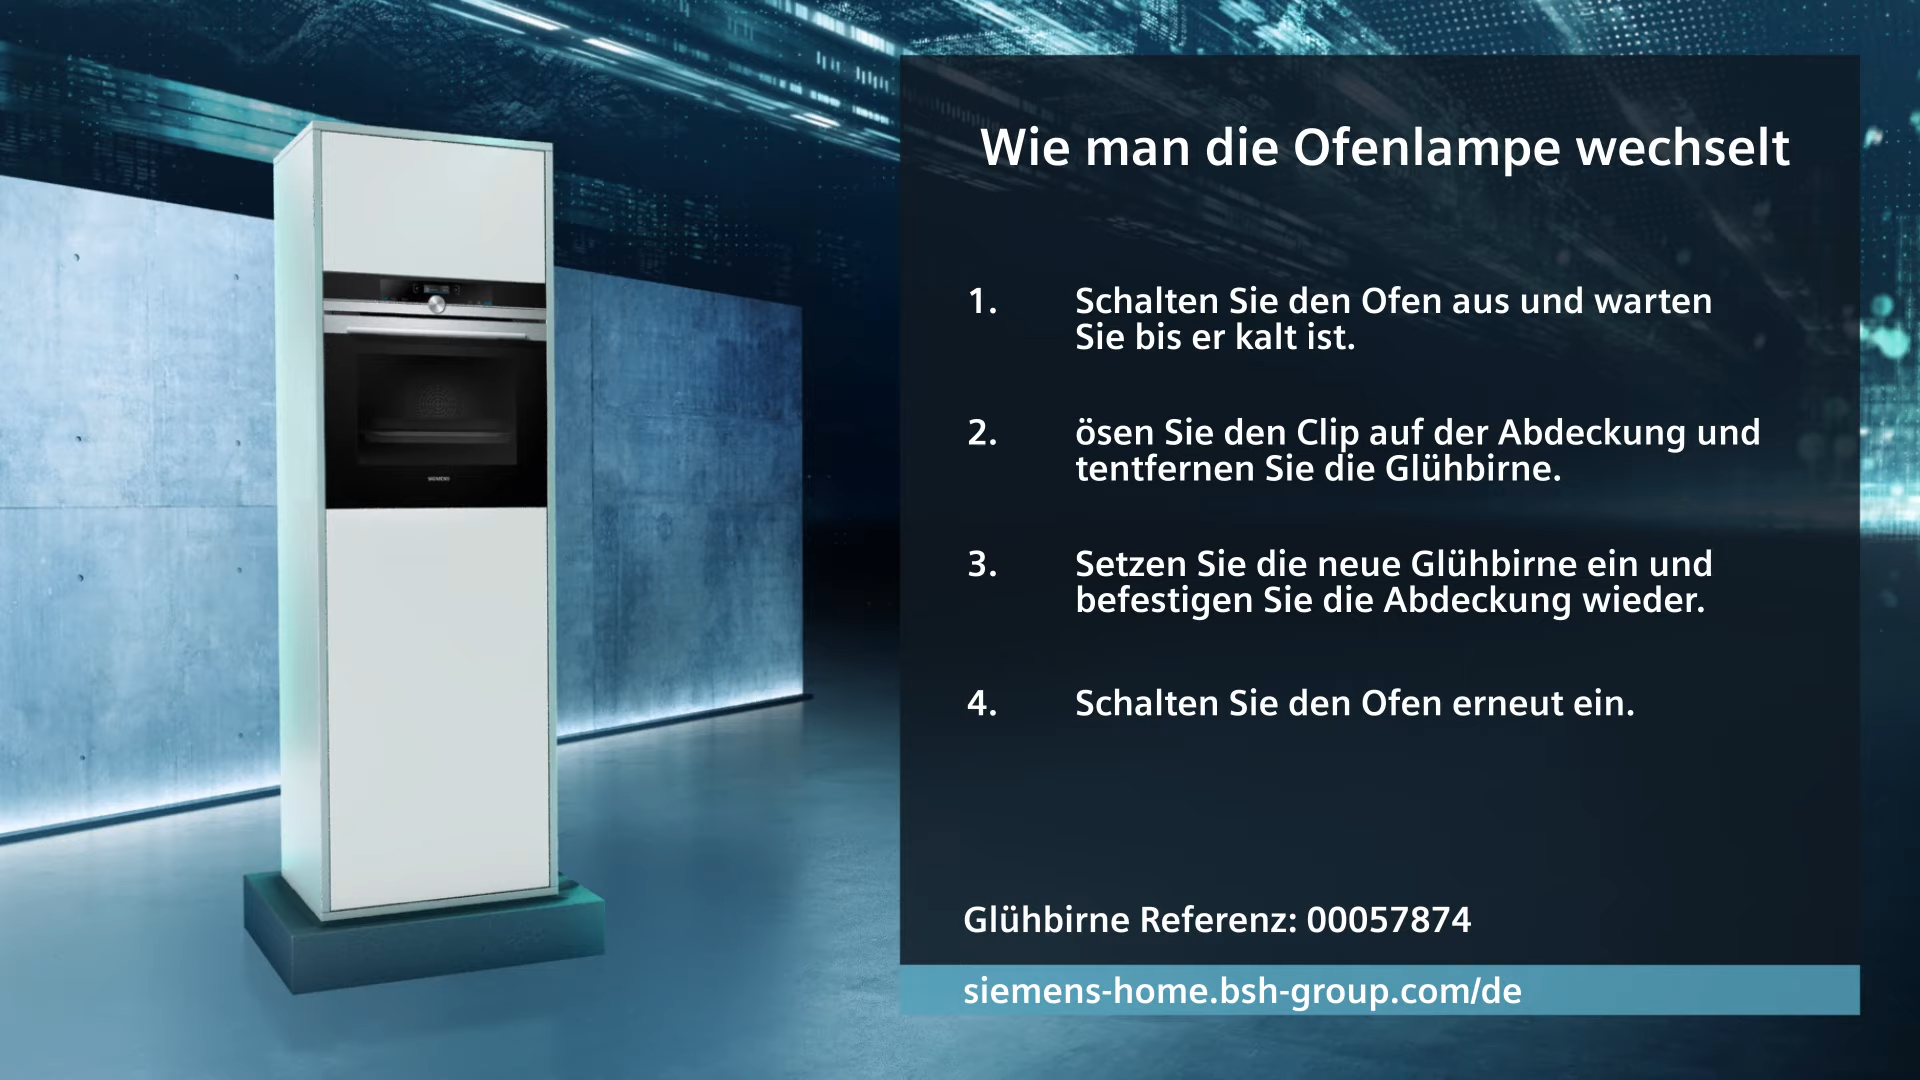 Wie man die Ofenlampe wechselt
1. Schalten Sie den Ofen aus und warten
Sie bis er kalt ist.
2. ösen Sie den Clip auf der Abdeckung und
tentfernen Sie die Glühbirne.
3. Setzen Sie die neue Glühbirne ein und
befestigen Sie die Abdeckung wieder.
4. Schalten Sie den Ofen erneut ein.
Glühbirne Referenz: 00057874
siemens-home.bsh-group.com/de
SIEMENS